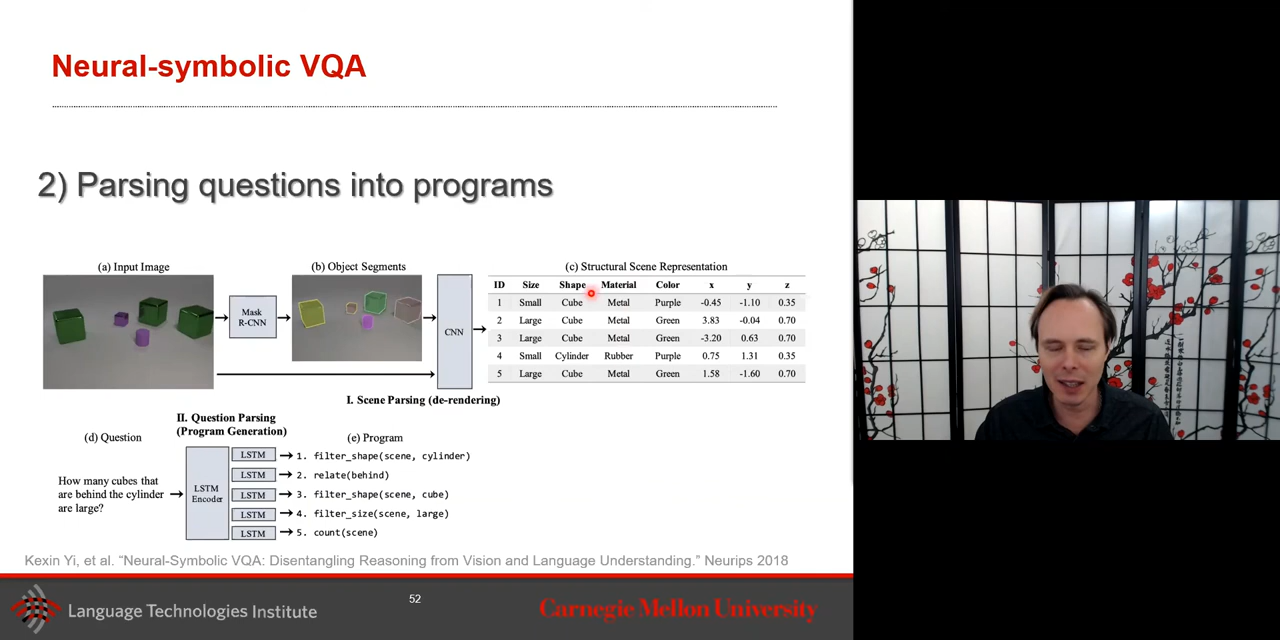 Neural-symbolic VQA
2) Parsing questions into programs
(a) Input Image
(b) Object Segments
(c) Structural Scene Representation
Mask
R-CNN
CNN
ID Size Shape Material Color x y z
1 Small Cube Metal Purple -0.45 -1.10 0.35
2 Large Cube Metal Green 3.83 -0.04 0.70
3 Large Cube Metal Green -3.20 0.63 0.70
4 Small Cylinder Rubber Purple 0.75 1.31 0.35
5 Large Cube Metal Green 1.58 -1.60 0.70
I. Scene Parsing (de-rendering)
II. Question Parsing
(Program Generation)
(d) Question
(e) Program
How many cubes that
are behind the cylinder
are large?
LSTM
Encoder
LSTM 1. filter_shape(scene, cylinder)
LSTM 2. relate(behind)
LSTM 3. filter_shape(scene, cube)
LSTM 4. filter_size(scene, large)
LSTM 5. count(scene)
Kexin Yi, et al. “Neural-Symbolic VQA: Disentangling Reasoning from Vision and Language Understanding.” Neurips 2018
52
Language Technologies Institute
Carnegie Mellon University